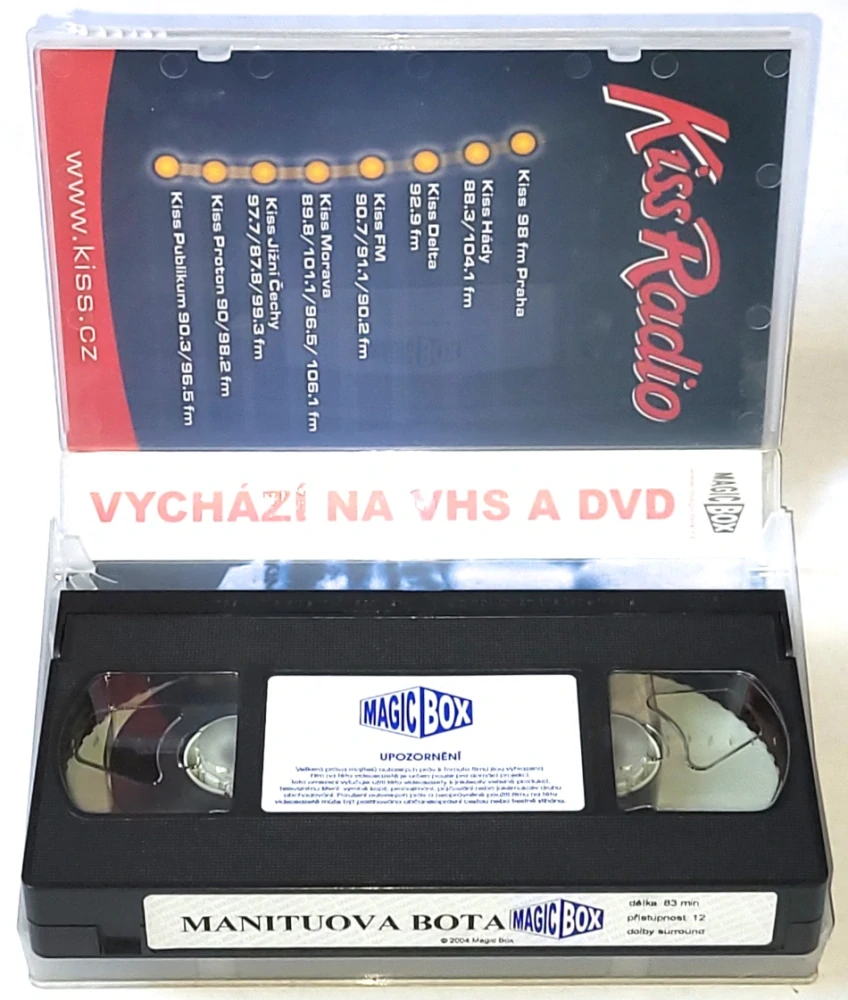 Kiss Radio
Kiss 98 fm Praha
Kiss Hády
88.3/104.1 fm
Kiss Delta
92.9 fm
Kiss FM
90.7/91.1/90.2 fm
Kiss Morava
89.8/101.1/96.5/106.1 fm
Kiss Jižní Čechy
97.7/87.8/99.3 fm
Kiss Proton 90/98.2 fm
Kiss Publikum 90.3/96.5 fm
www.kiss.cz
VYCHÁZÍ NA VHS A DVD
MAGIC BOX
MAGIC BOX
UPOZORNĚNÍ
MANITUOVA BOTA
MAGIC BOX
© 2004 Magic Box
délka 83 min
přístupnost 12
dolby surround